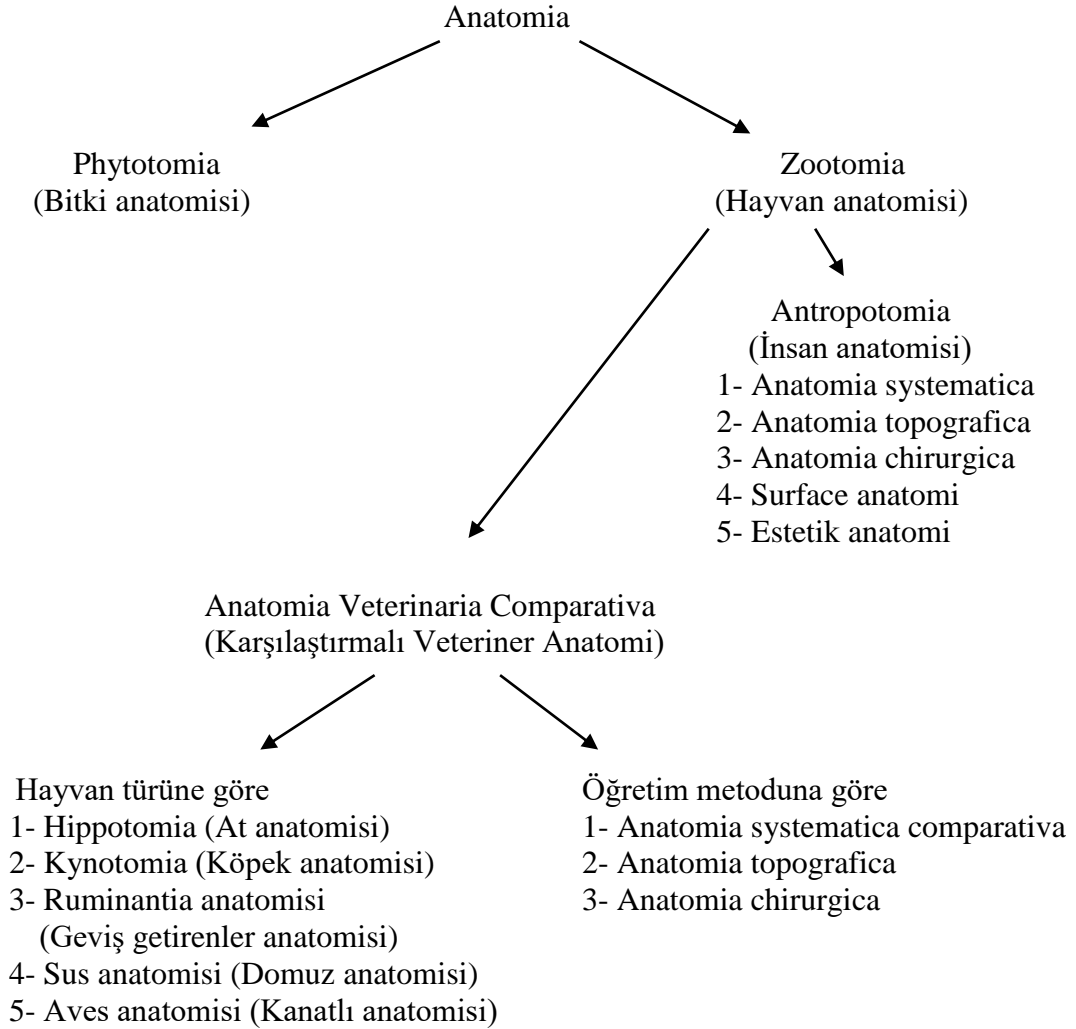 Anatomia
Phytotomia
(Bitki anatomisi)
Zootomia
(Hayvan anatomisi)
Antropotomia
(İnsan anatomisi)
1- Anatomia systematica
2- Anatomia topografica
3- Anatomia chirurgica
4- Surface anatomi
5- Estetik anatomi
Anatomia Veterinaria Comparativa
(Karşılaştırmalı Veteriner Anatomi)
Hayvan türüne göre
1- Hippotomia (At anatomisi)
2- Kynotomia (Köpek anatomisi)
3- Ruminantia anatomisi
(Geviş getirenler anatomisi)
4- Sus anatomisi (Domuz anatomisi)
5- Aves anatomisi (Kanatlı anatomisi)
Öğretim metoduna göre
1- Anatomia systematica comparativa
2- Anatomia topografica
3- Anatomia chirurgica